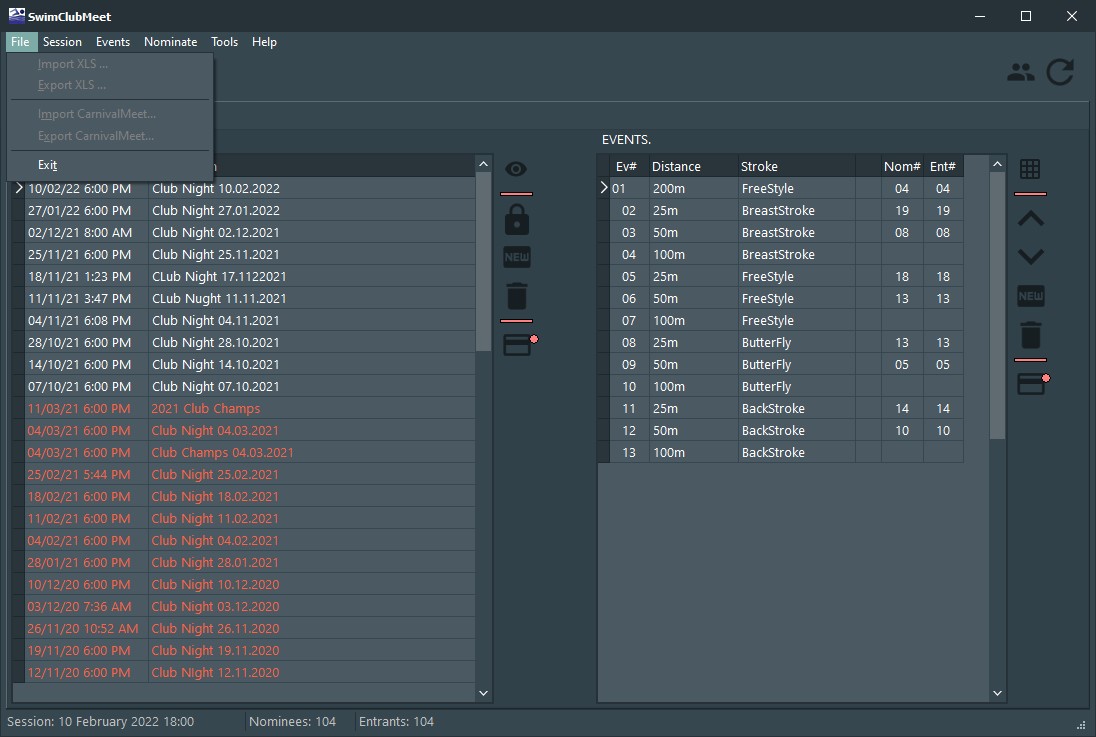 SwimClubMeet
File Session Events Nominate Tools Help
Import XLS ...
Export XLS ...
Import CarnivalMeet...
Export CarnivalMeet...
Exit
EVENTS.
10/02/22 6:00 PM Club Night 10.02.2022
27/01/22 6:00 PM Club Night 27.01.2022
02/12/21 8:00 AM Club Night 02.12.2021
25/11/21 6:00 PM Club Night 25.11.2021
18/11/21 1:23 PM CLub Night 17.1122021
11/11/21 3:47 PM CLub Nught 11.11.2021
04/11/21 6:08 PM Club Night 04.11.2021
28/10/21 6:00 PM Club Night 28.10.2021
14/10/21 6:00 PM Club NIght 14.10.2021
07/10/21 6:00 PM Club NIght 07.10.2021
11/03/21 6:00 PM 2021 Club Champs
04/03/21 6:00 PM Club Night 04.03.2021
04/03/21 6:00 PM Club Champs 04.03.2021
25/02/21 5:44 PM Club Night 25.02.2021
18/02/21 6:00 PM Club Night 18.02.2021
11/02/21 6:00 PM Club Night 11.02.2021
04/02/21 6:00 PM Club Night 04.02.2021
28/01/21 6:00 PM Club Night 28.01.2021
10/12/20 6:00 PM Club NIght 10.12.2020
03/12/20 7:36 AM Club Night 03.12.2020
26/11/20 10:52 AM Club Night 26.11.2020
19/11/20 6:00 PM Club Night 19.11.2020
12/11/20 6:00 PM Club NIght 12.11.2020
NEW
Ev# Distance Stroke Nom# Ent#
01 200m FreeStyle 04 04
02 25m BreastStroke 19 19
03 50m BreastStroke 08 08
04 100m BreastStroke
05 25m FreeStyle 18 18
06 50m FreeStyle 13 13
07 100m FreeStyle
08 25m ButterFly 13 13
09 50m ButterFly 05 05
10 100m ButterFly
11 25m BackStroke 14 14
12 50m BackStroke 10 10
13 100m BackStroke
NEW
Session: 10 February 2022 18:00 Nominees: 104 Entrants: 104